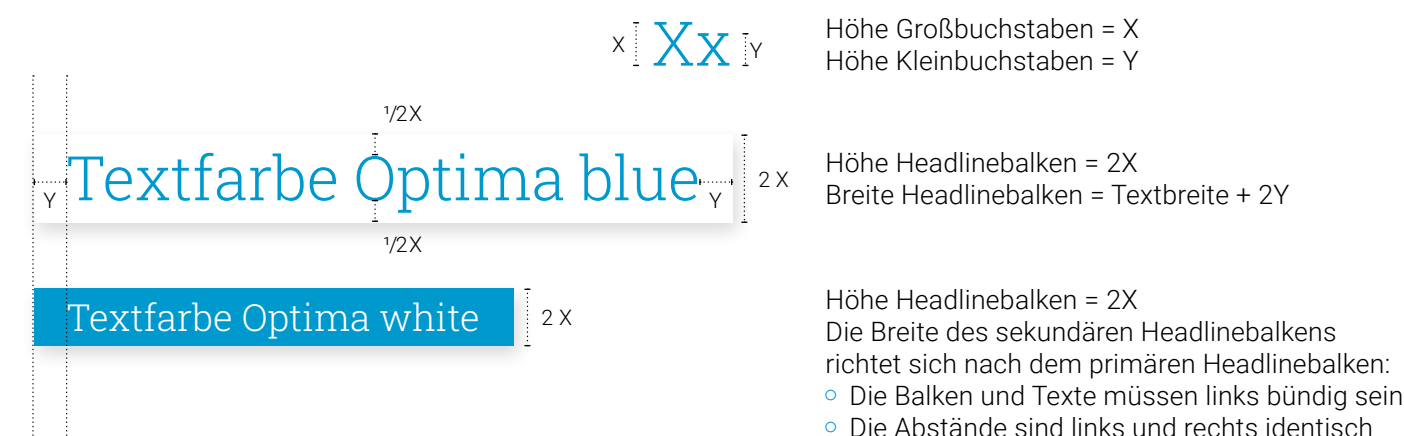 X Xx Y
Höhe Großbuchstaben = X
Höhe Kleinbuchstaben = Y
1/2X
Y Textfarbe Optima blue Y
2 X
1/2X
Höhe Headlinebalken = 2X
Breite Headlinebalken = Textbreite + 2Y
Textfarbe Optima white
2 X
Höhe Headlinebalken = 2X
Die Breite des sekundären Headlinebalkens
richtet sich nach dem primären Headlinebalken:
Die Balken und Texte müssen links bündig sein
Die Abstände sind links und rechts identisch